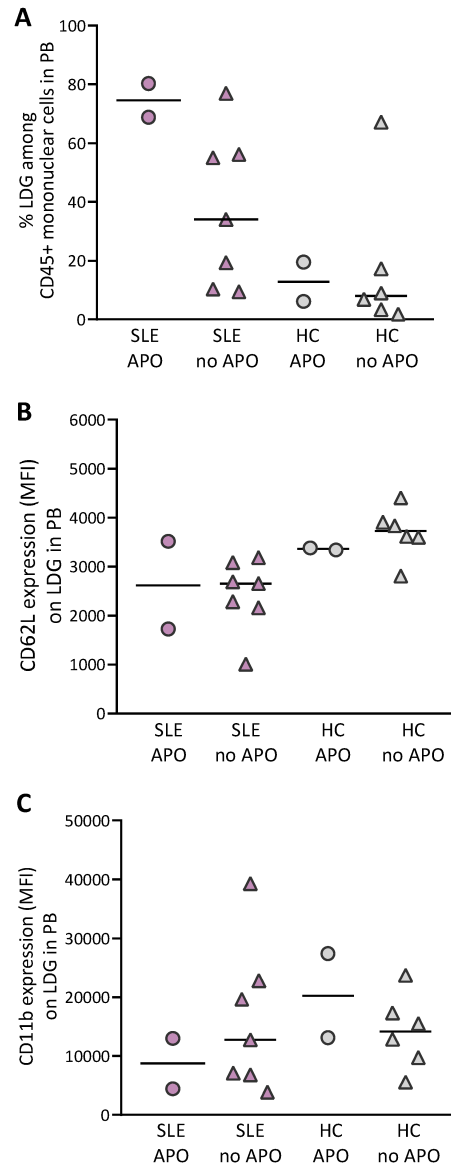 A
% LDG among
CD45+ mononuclear cells in PB
100
80
60
40
20
0
SLE APO
SLE no APO
HC APO
HC no APO
B
CD62L expression (MFI)
on LDG in PB
6000
5000
4000
3000
2000
1000
0
SLE APO
SLE no APO
HC APO
HC no APO
C
CD11b expression (MFI)
on LDG in PB
50000
40000
30000
20000
10000
0
SLE APO
SLE no APO
HC APO
HC no APO